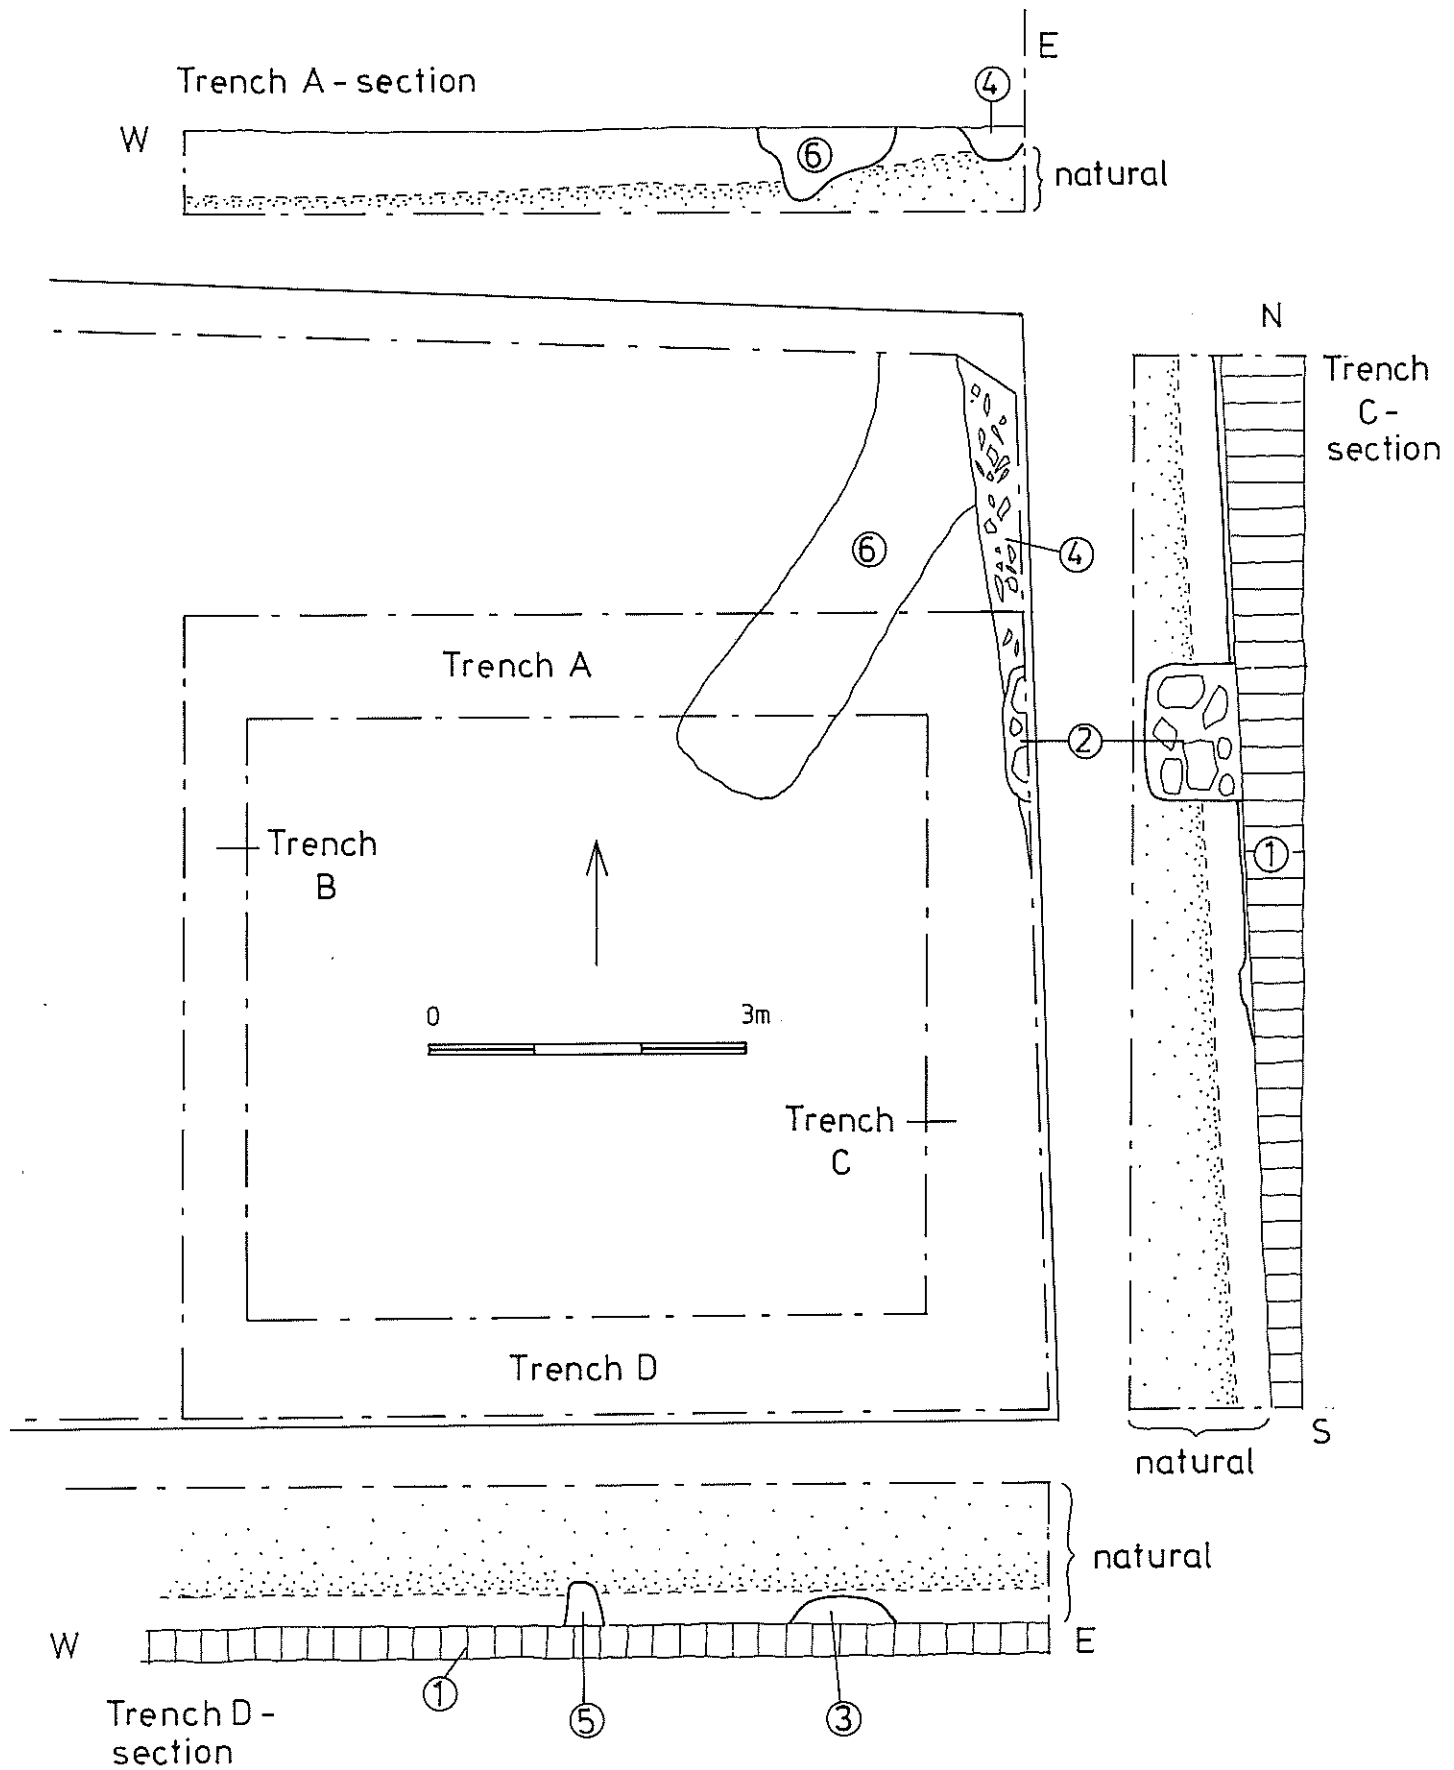 E
Trench A-section
④
W
⑥
natural
N
Trench
C-
section
⑥
④
Trench A
②
Trench
B
①
0 3m
Trench
C
Trench D
S
natural
natural
W
E
①
⑤
③
Trench D-
section